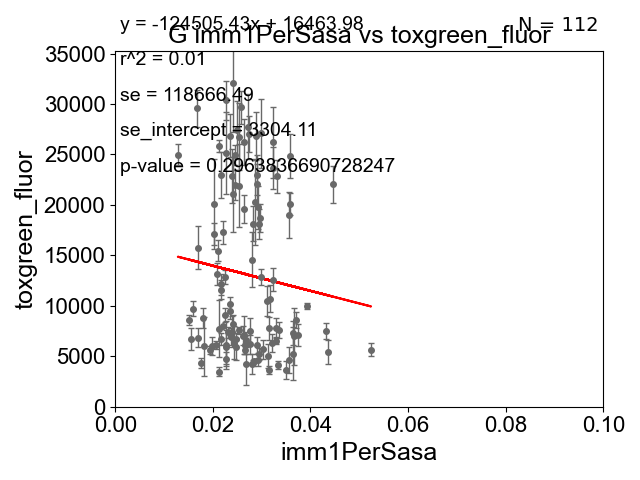 y = -124505.43x + 16463.98
N = 112
G imm1PerSasa vs toxgreen_fluor
r^2 = 0.01
se = 118666.49
se_intercept = 3304.11
p-value = 0.2963836690728247
35000
30000
25000
20000
15000
10000
5000
0
toxgreen_fluor
0.00 0.02 0.04 0.06 0.08 0.10
imm1PerSasa